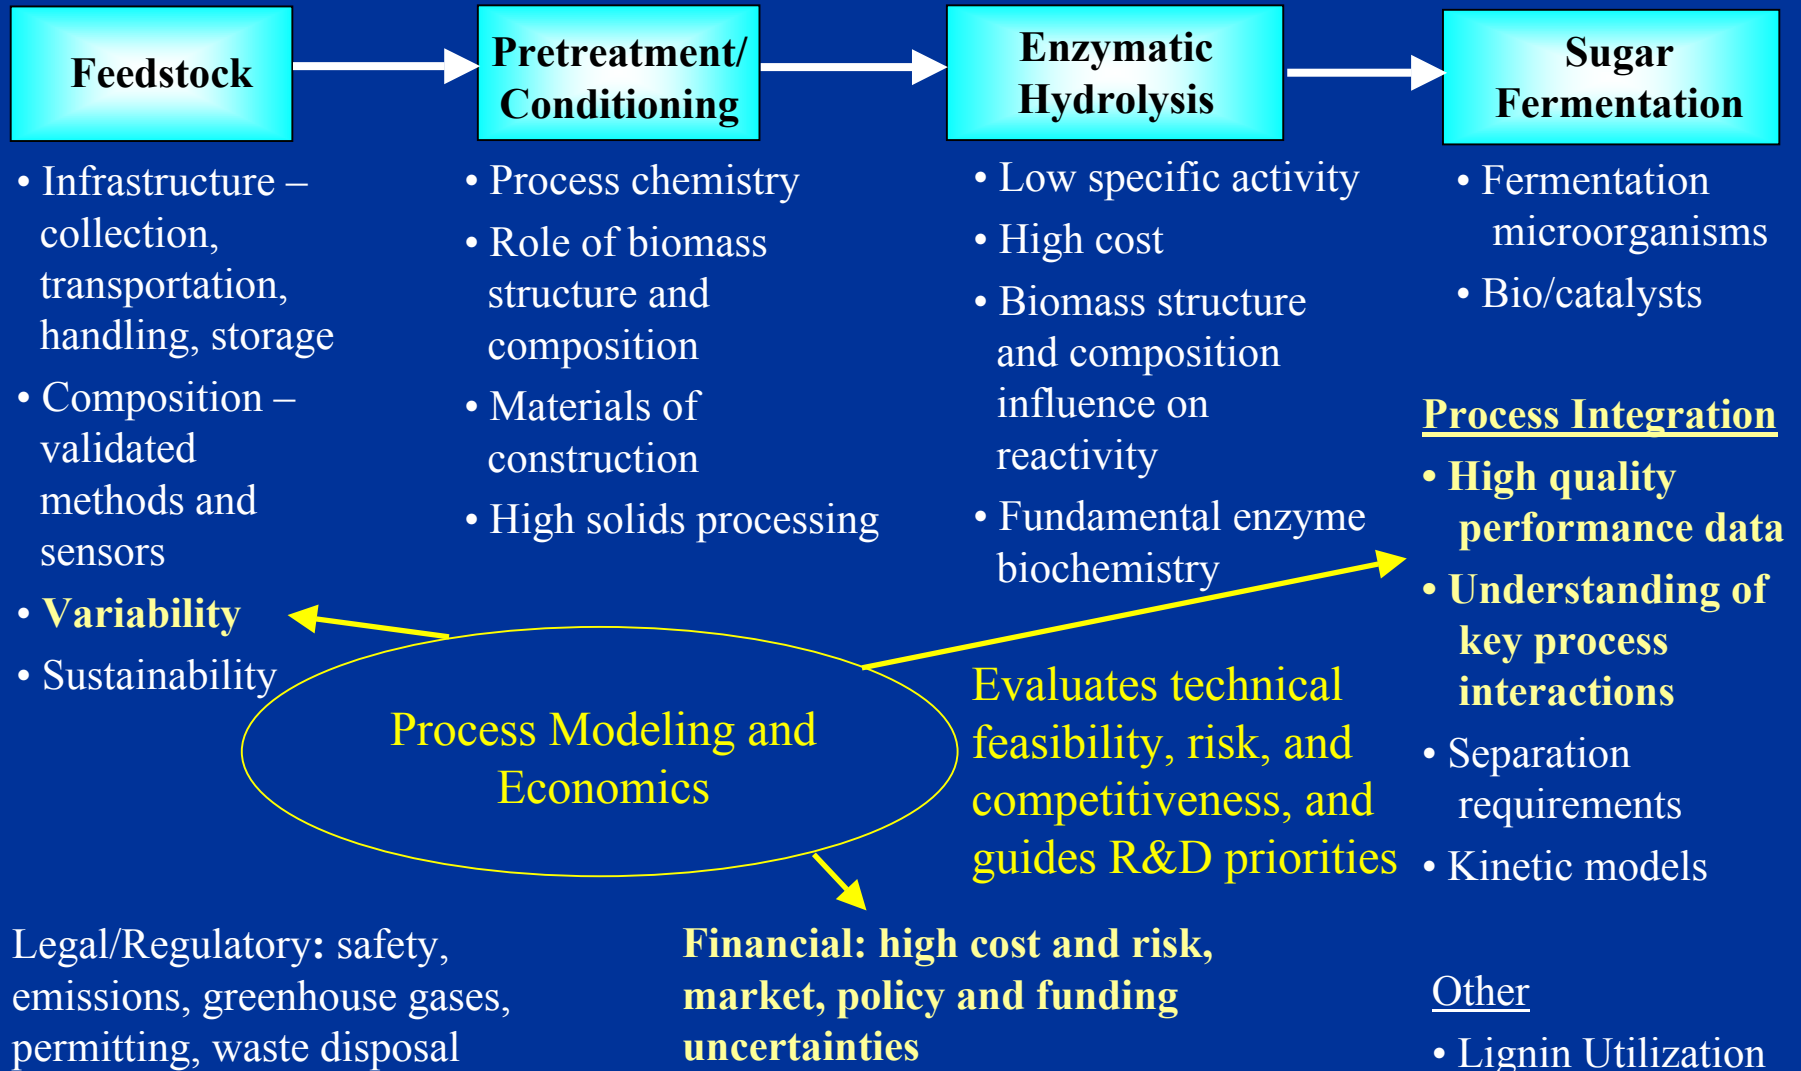 Feedstock
Pretreatment/
Conditioning
Enzymatic
Hydrolysis
Sugar
Fermentation
• Infrastructure –
collection,
transportation,
handling, storage
• Composition –
validated
methods and
sensors
• Variability
• Sustainability
• Process chemistry
• Role of biomass
structure and
composition
• Materials of
construction
• High solids processing
• Low specific activity
• High cost
• Biomass structure
and composition
influence on
reactivity
• Fundamental enzyme
biochemistry
• Fermentation
microorganisms
• Bio/catalysts
Process Integration
• High quality
performance data
• Understanding of
key process
interactions
• Separation
requirements
• Kinetic models
Process Modeling and
Economics
Evaluates technical
feasibility, risk, and
competitiveness, and
guides R&D priorities
Legal/Regulatory: safety,
emissions, greenhouse gases,
permitting, waste disposal
Financial: high cost and risk,
market, policy and funding
uncertainties
Other
• Lignin Utilization